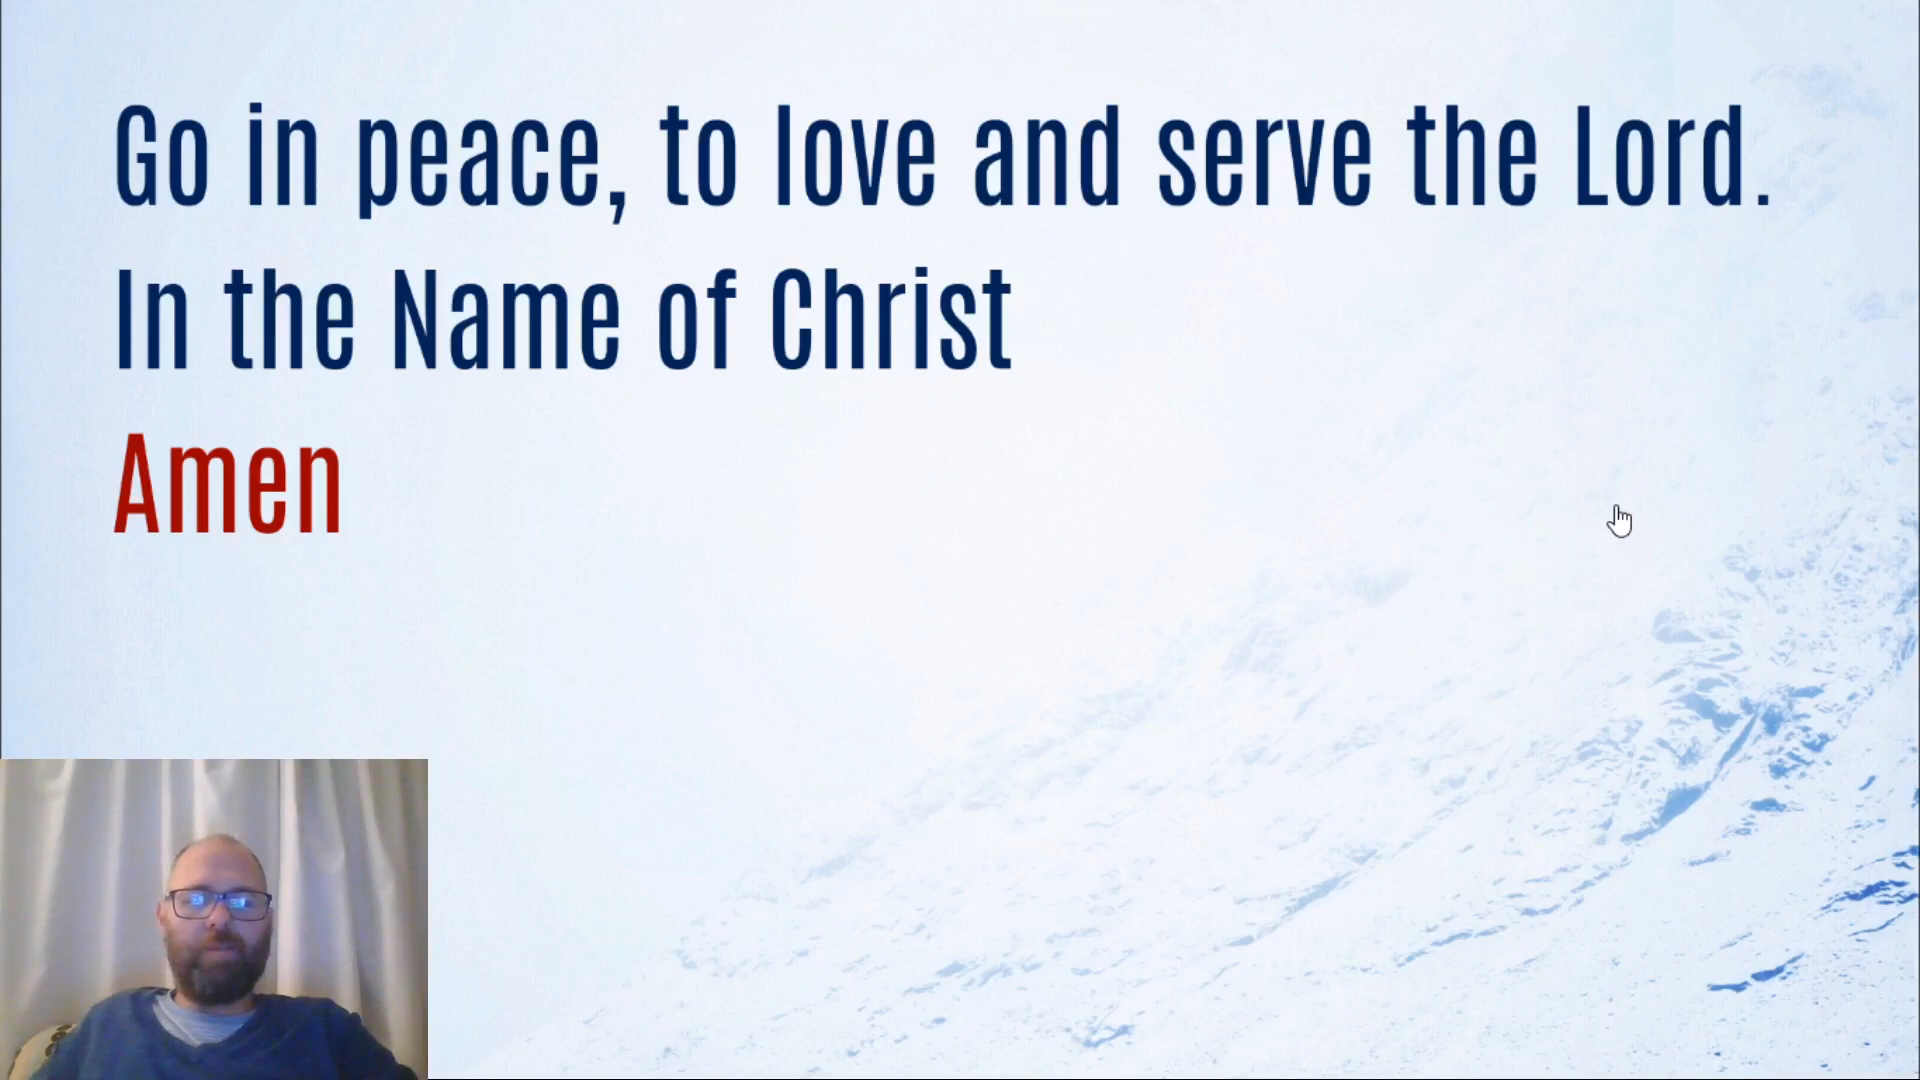 Go in peace, to love and serve the Lord.
In the Name of Christ
Amen